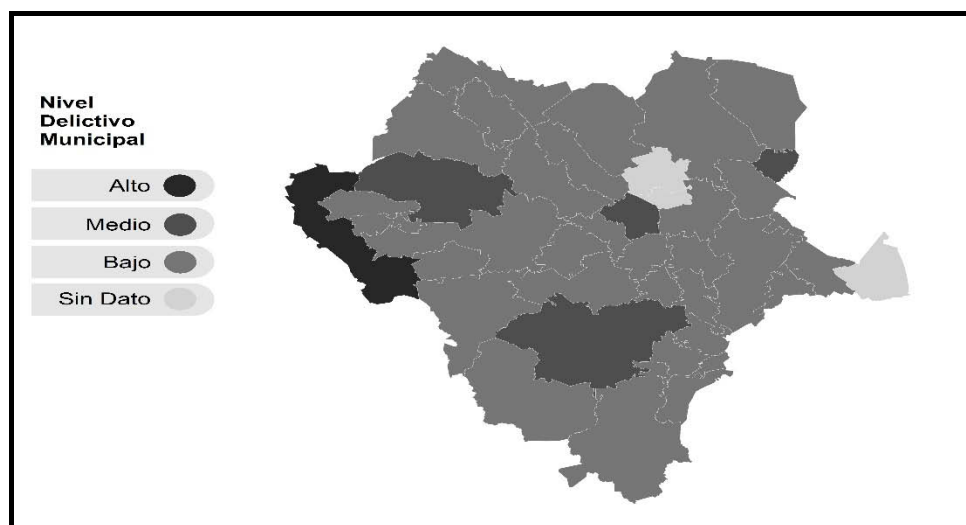 Nivel
Delictivo
Municipal
Alto
Medio
Bajo
Sin Dato